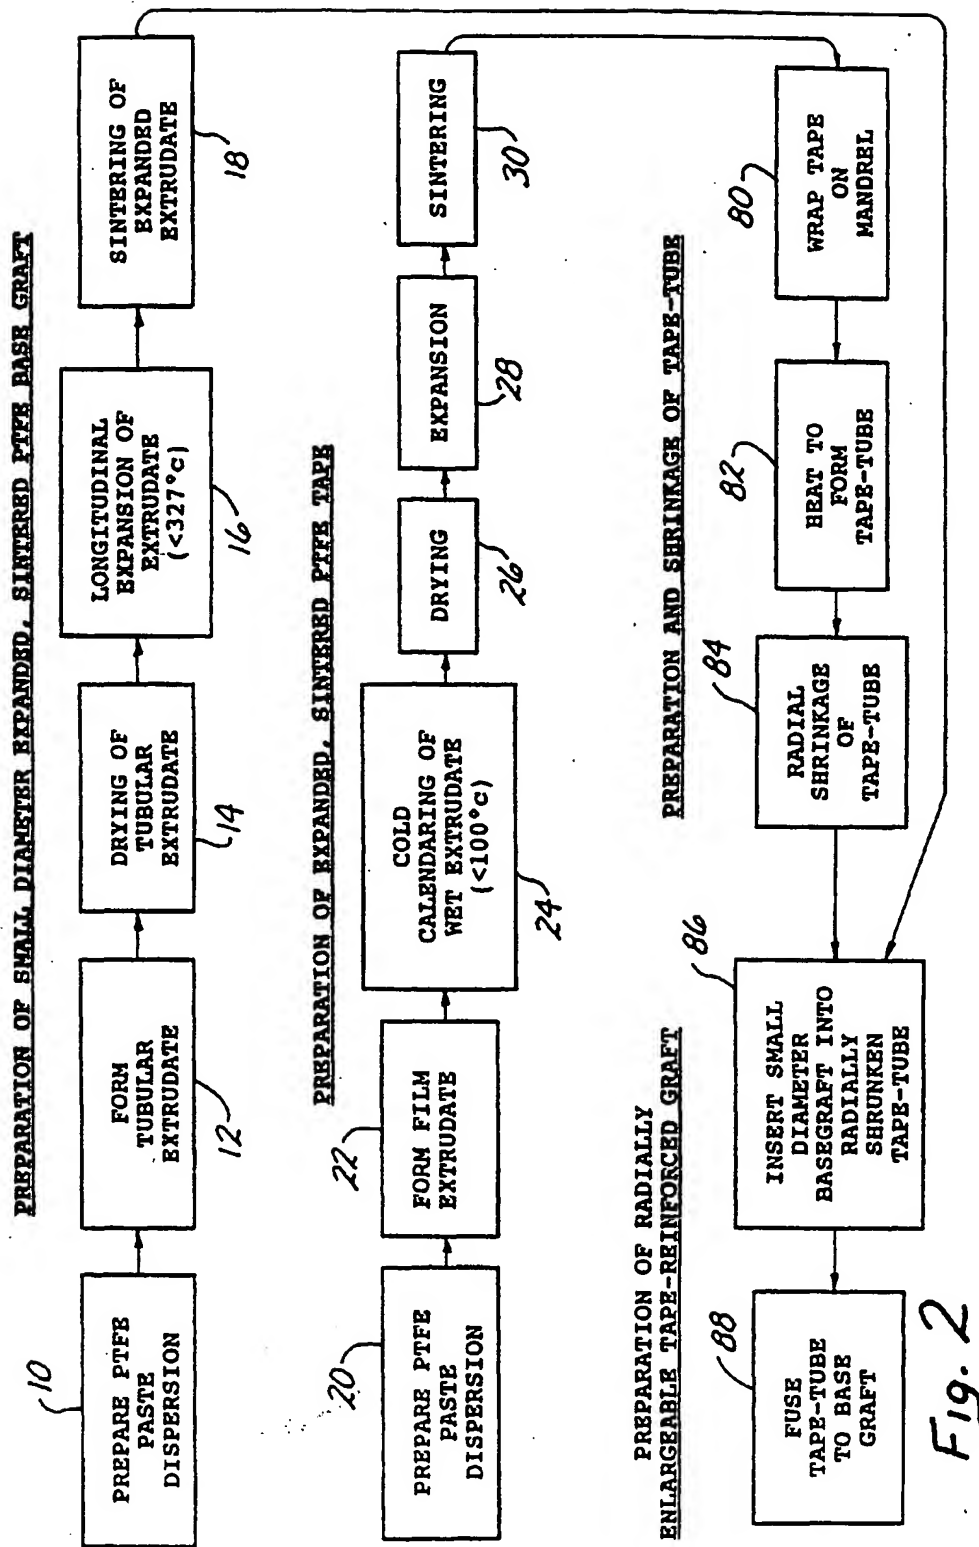 PREPARATION OF SMALL DIAMETER EXPANDED, SINTERED PTFE BASE GRAFT
10
PREPARE PTFE
PASTE
DISPERSION
FORM
TUBULAR
EXTRUDATE
12
DRYING OF
TUBULAR
EXTRUDATE
14
LONGITUDINAL
EXPANSION OF
EXTRUDATE
(<327°c)
16
SINTERING OF
EXPANDED
EXTRUDATE
18
PREPARATION OF EXPANDED, SINTERED PTFE TAPE
PREPARE PTFE
PASTE
DISPERSION
20
22
FORM FILM
EXTRUDATE
COLD
CALENDARING OF
WET EXTRUDATE
(<100°c)
24
DRYING
26
EXPANSION
28
SINTERING
30
PREPARATION AND SHRINKAGE OF TAPE-TUBE
80
WRAP TAPE
ON
MANDREL
82
HEAT TO
FORM
TAPE-TUBE
84
RADIAL
SHRINKAGE
OF
TAPE-TUBE
PREPARATION OF RADIALLY
ENLARGEABLE TAPE-REINFORCED GRAFT
86
INSERT SMALL
DIAMETER
BASEGRAFT INTO
RADIALLY
SHRUNKEN
TAPE-TUBE
88
FUSE
TAPE-TUBE
TO BASE
GRAFT
Fig. 2